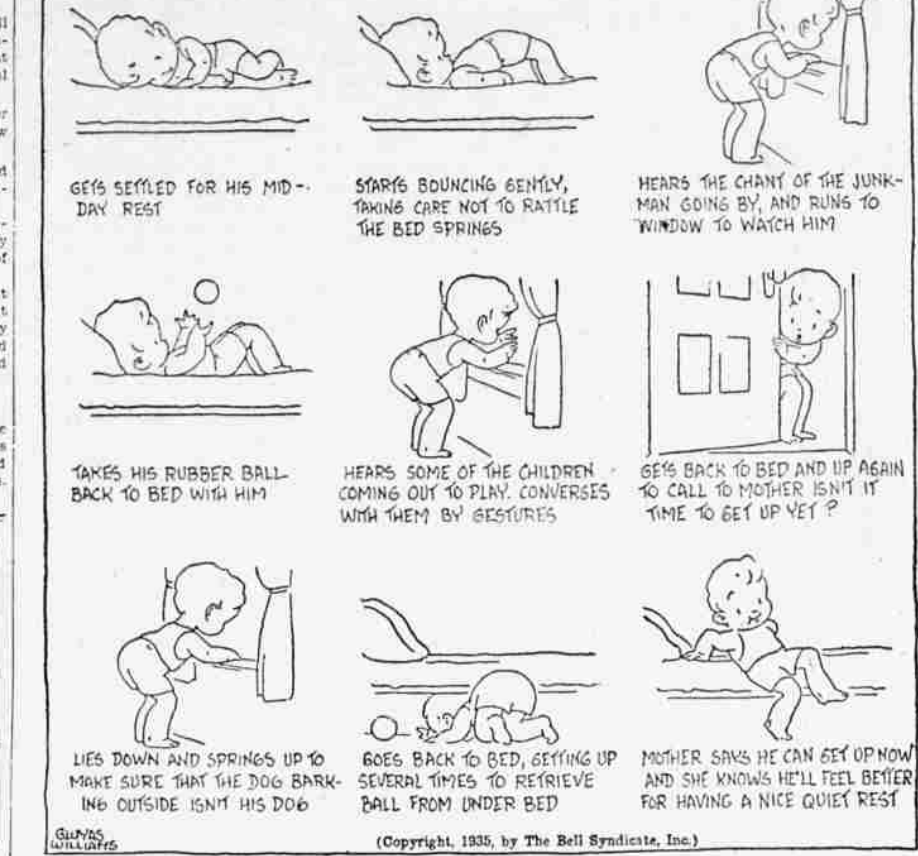 GETS SETTLED FOR HIS MID-
DAY REST
STARTS BOUNCING GENTLY,
TAKING CARE NOT TO RATTLE
THE BED SPRINGS
HEARS THE CHANT OF THE JUNK-
MAN GOING BY, AND RUNS TO
WINDOW TO WATCH HIM
TAKES HIS RUBBER BALL
BACK TO BED WITH HIM
HEARS SOME OF THE CHILDREN
COMING OUT TO PLAY. CONVERSES
WITH THEM BY GESTURES
GETS BACK TO BED AND UP AGAIN
TO CALL TO MOTHER ISN'T IT
TIME TO GET UP YET?
LIES DOWN AND SPRINGS UP TO
MAKE SURE THAT THE DOG BARK-
ING OUTSIDE ISN'T HIS DOG
GOES BACK TO BED, GETTING UP
SEVERAL TIMES TO RETRIEVE
BALL FROM UNDER BED
MOTHER SAYS HE CAN GET UP NOW
AND SHE KNOWS HE'LL FEEL BETTER
FOR HAVING A NICE QUIET REST
GLUYAS
WILLIAMS
(Copyright, 1935, by The Bell Syndicate, Inc.)